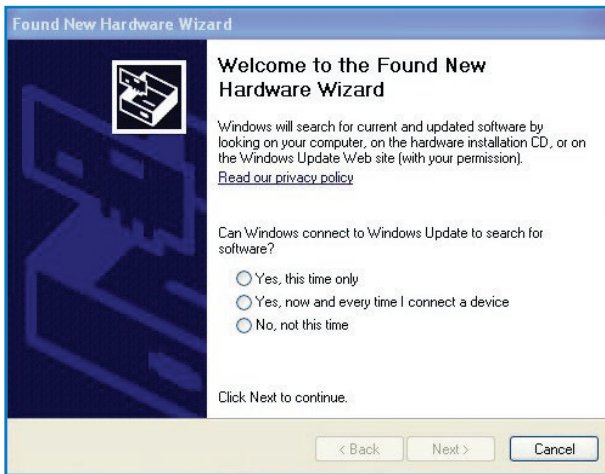 Found New Hardware Wizard
Welcome to the Found New
Hardware Wizard
Windows will search for current and updated software by
looking on your computer, on the hardware installation CD, or on
the Windows Update Web site (with your permission).
Read our privacy policy
Can Windows connect to Windows Update to search for
software?
Yes, this time only
Yes, now and every time I connect a device
No, not this time
Click Next to continue.
< Back Next > Cancel